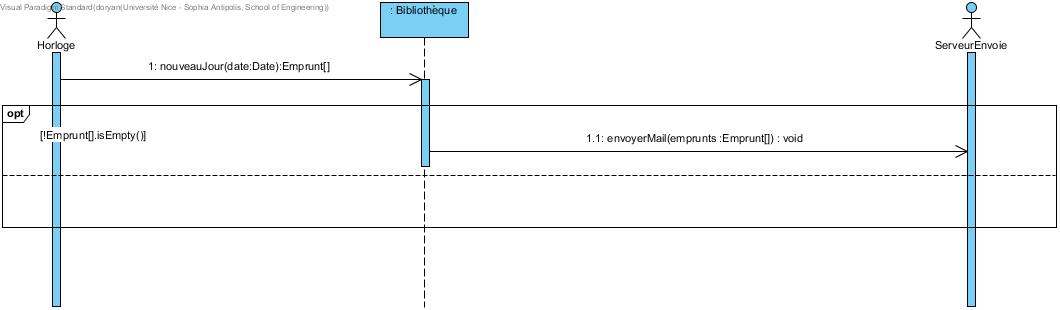 Visual Paradigm Standard(doryan(Université Nice - Sophia Antipolis, School of Engineering))
: Bibliothèque
Horloge
ServeurEnvoie
1: nouveauJour(date:Date):Emprunt[]
opt
[!Emprunt[].isEmpty()]
1.1: envoyerMail(emprunts :Emprunt[]) : void